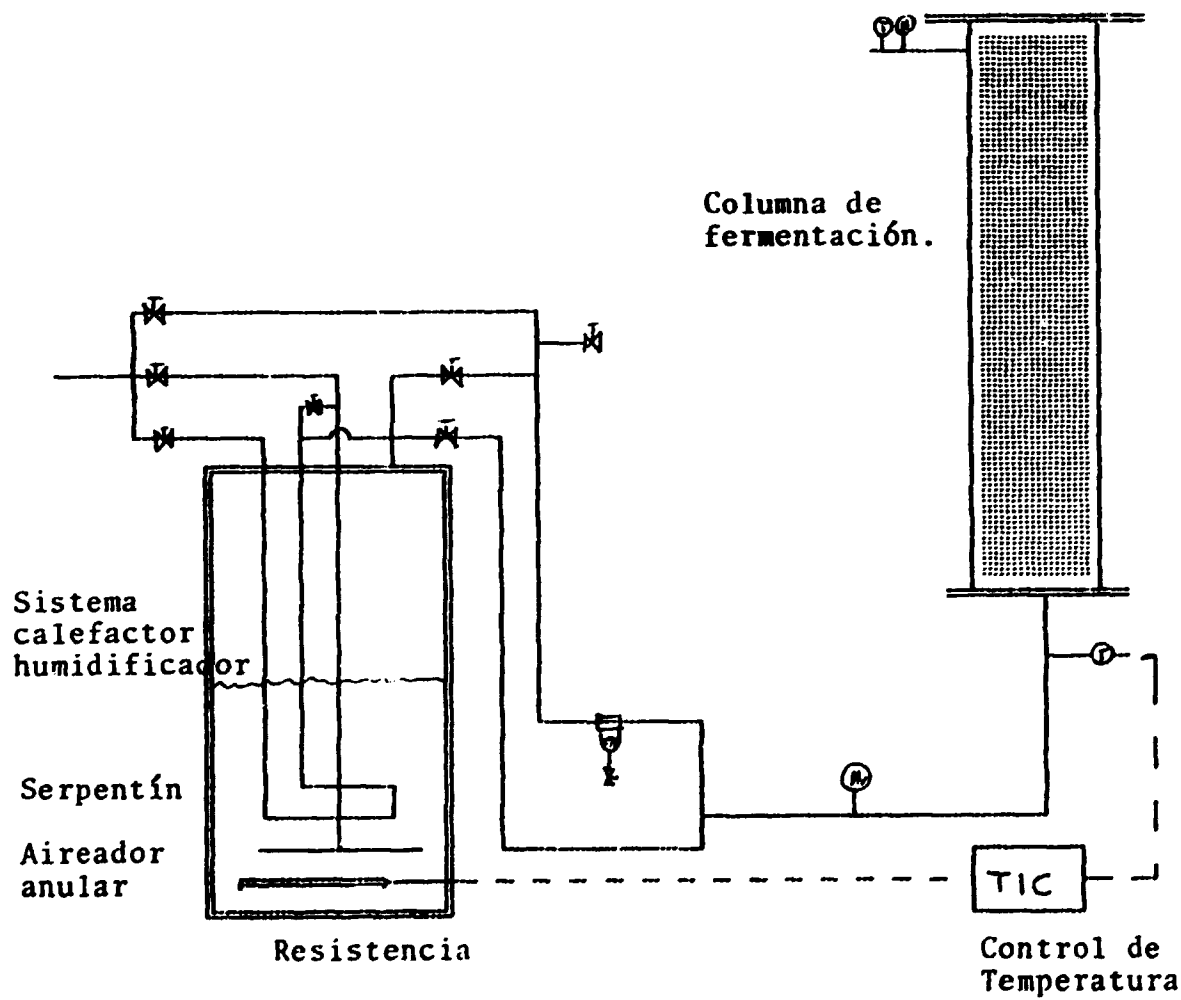 Columna de
fermentación.
Sistema
calefactor
humidificador
Serpentín
Aireador
anular
Resistencia
TIC
Control de
Temperatura